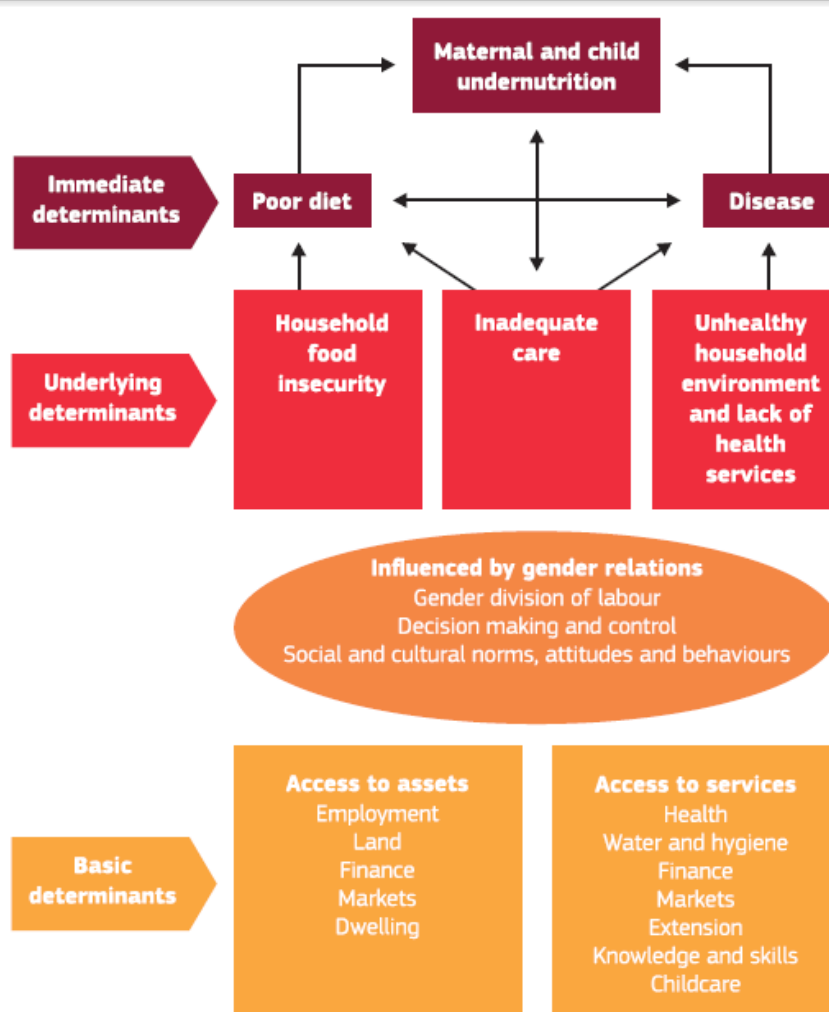 Maternal and child
undernutrition
Immediate
determinants
Poor diet
Disease
Underlying
determinants
Household
food
insecurity
Inadequate
care
Unhealthy
household
environment
and lack of
health
services
Influenced by gender relations
Gender division of labour
Decision making and control
Social and cultural norms, attitudes and behaviours
Basic
determinants
Access to assets
Employment
Land
Finance
Markets
Dwelling
Access to services
Health
Water and hygiene
Finance
Markets
Extension
Knowledge and skills
Childcare